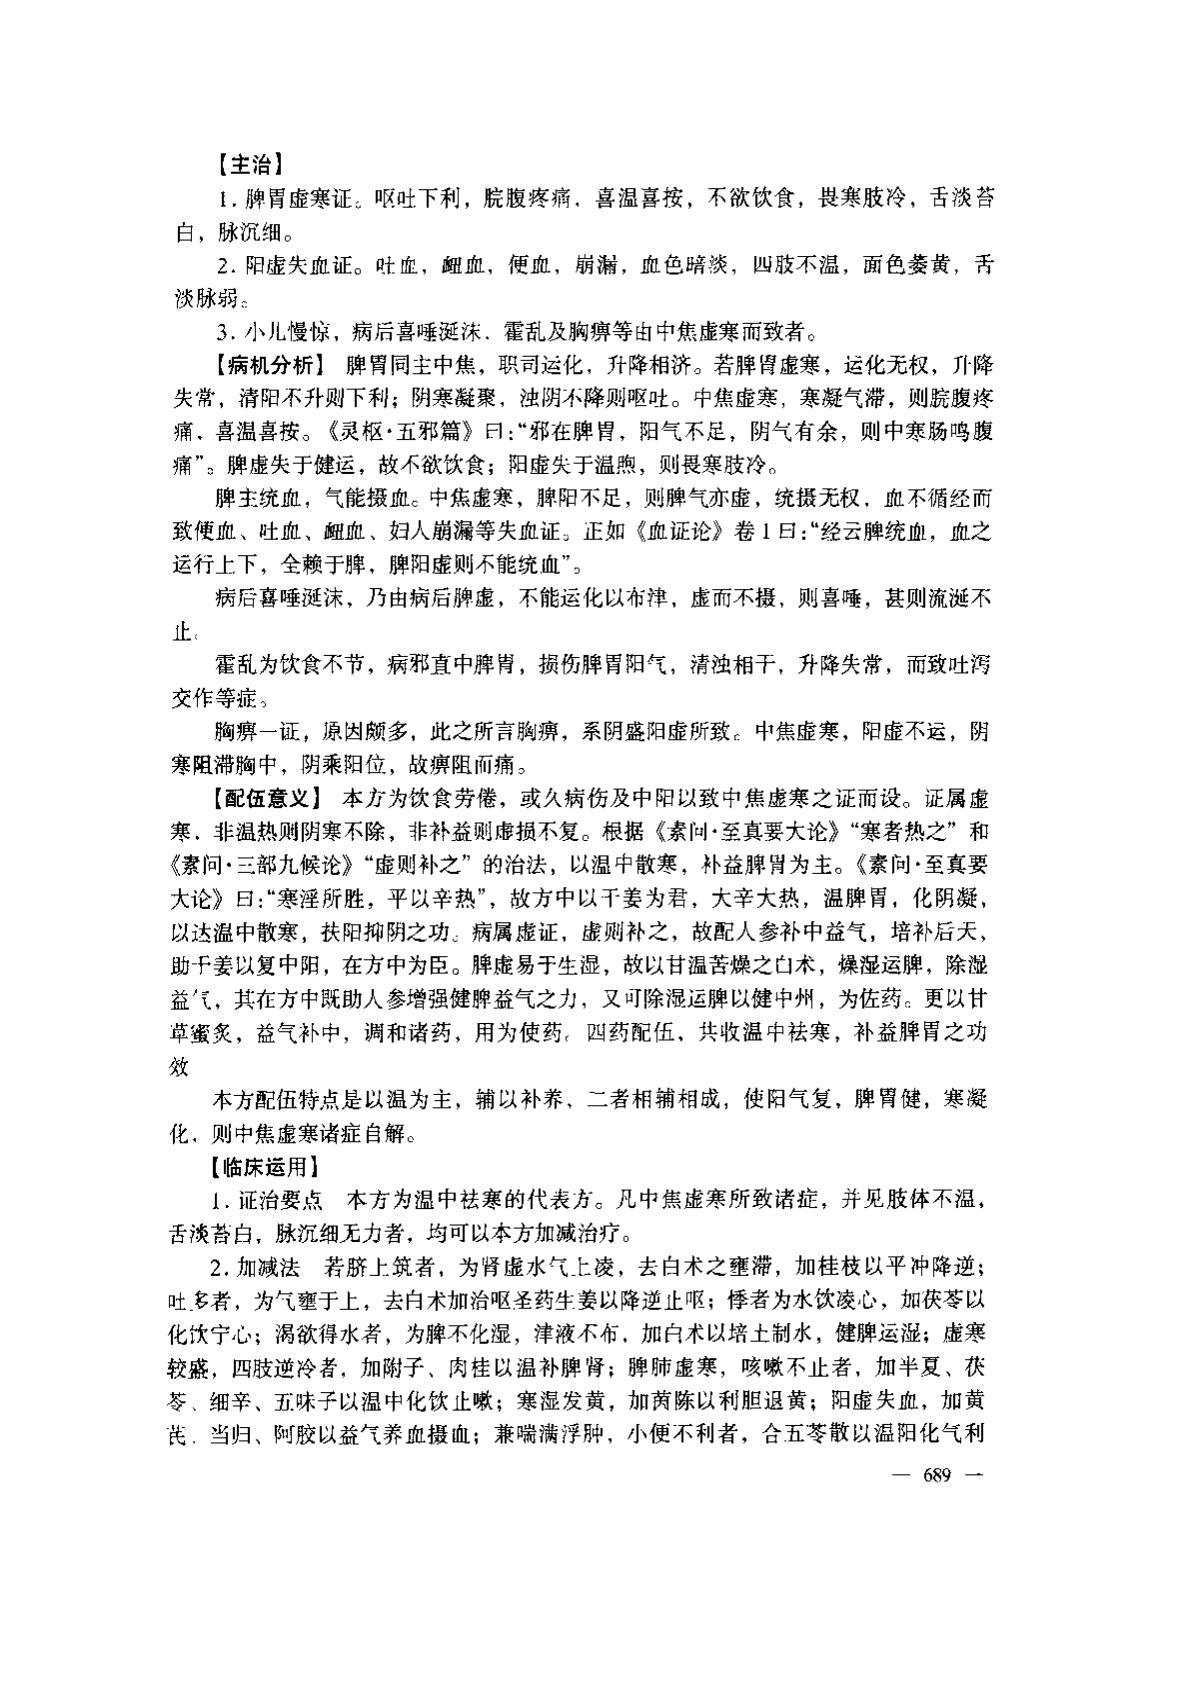 【主治】
1. 脾胃虚寒证。呕吐下利，脘腹疼痛，喜温喜按，不欲饮食，畏寒肢冷，舌淡苔
白，脉沉细。
2. 阳虚失血证。吐血，衄血，便血，崩漏，血色暗淡，四肢不温，面色萎黄，舌
淡脉弱。
3. 小儿慢惊，病后喜唾涎沫，霍乱及胸痹等由中焦虚寒而致者。
【病机分析】 脾胃同主中焦，职司运化，升降相济。若脾胃虚寒，运化无权，升降
失常，清阳不升则下利；阴寒凝聚，浊阴不降则呕吐。中焦虚寒，寒凝气滞，则脘腹疼
痛，喜温喜按。《灵枢·五邪篇》曰：“邪在脾胃，阳气不足，阴气有余，则中寒肠鸣腹
痛”。脾虚失于健运，故不欲饮食；阳虚失于温煦，则畏寒肢冷。
脾主统血，气能摄血。中焦虚寒，脾阳不足，则脾气亦虚，统摄无权，血不循经而
致便血、吐血、衄血、妇人崩漏等失血证。正如《血证论》卷1曰：“经云脾统血，血之
运行上下，全赖于脾，脾阳虚则不能统血”。
病后喜唾涎沫，乃由病后脾虚，不能运化以布津，虚而不摄，则喜唾，甚则流涎不
止。
霍乱为饮食不节，病邪直中脾胃，损伤脾胃阳气，清浊相干，升降失常，而致吐泻
交作等症。
胸痹一证，原因颇多，此之所言胸痹，系阴盛阳虚所致。中焦虚寒，阳虚不运，阴
寒阻滞胸中，阴乘阳位，故痹阻而痛。
【配伍意义】 本方为饮食劳倦，或久病伤及中阳以致中焦虚寒之证而设。证属虚
寒，非温热则阴寒不除，非补益则虚损不复。根据《素问·至真要大论》“寒者热之”和
《素问·三部九候论》“虚则补之”的治法，以温中散寒，补益脾胃为主。《素问·至真要
大论》曰：“寒淫所胜，平以辛热”，故方中以干姜为君，大辛大热，温脾胃，化阴凝，
以达温中散寒，扶阳抑阴之功。病属虚证，虚则补之，故配人参补中益气，培补后天，
助干姜以复中阳，在方中为臣。脾虚易于生湿，故以甘温苦燥之白术，燥湿运脾，除湿
益气，其在方中既助人参增强健脾益气之力，又可除湿运脾以健中州，为佐药。更以甘
草蜜炙，益气补中，调和诸药，用为使药。四药配伍，共收温中祛寒，补益脾胃之功
效
本方配伍特点是以温为主，辅以补养，二者相辅相成，使阳气复，脾胃健，寒凝
化，则中焦虚寒诸症自解。
【临床运用】
1. 证治要点 本方为温中祛寒的代表方。凡中焦虚寒所致诸症，并见肢体不温，
舌淡苔白，脉沉细无力者，均可以本方加减治疗。
2. 加减法 若脐上筑者，为肾虚水气上凌，去白术之壅滞，加桂枝以平冲降逆；
吐多者，为气壅于上，去白术加治呕圣药生姜以降逆止呕；悸者为水饮凌心，加茯苓以
化饮宁心；渴欲得水者，为脾不化湿，津液不布，加白术以培土制水，健脾运湿；虚寒
较盛，四肢逆冷者，加附子、肉桂以温补脾肾；脾肺虚寒，咳嗽不止者，加半夏、茯
苓、细辛、五味子以温中化饮止嗽；寒湿发黄，加茵陈以利胆退黄；阳虚失血，加黄
芪、当归、阿胶以益气养血摄血；兼喘满浮肿，小便不利者，合五苓散以温阳化气利
— 689 —